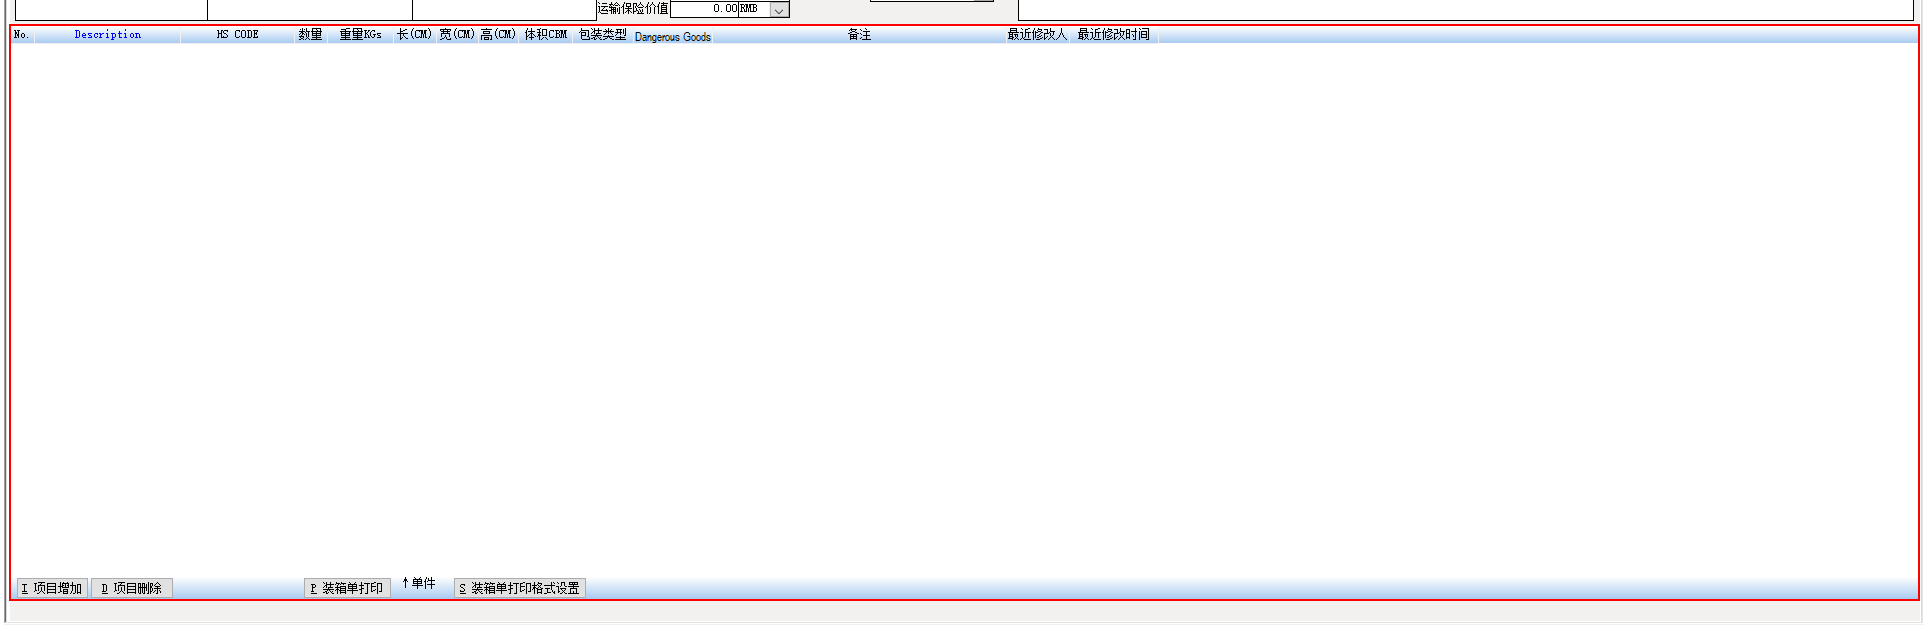 运输保险价值 0.00 RMB
No. Description HS CODE 数量 重量KGs 长(CM) 宽(CM) 高(CM) 体积CBM 包装类型 Dangerous Goods 备注 最近修改人 最近修改时间
I 项目增加 D 项目删除 P 装箱单打印 ↑单件 S 装箱单打印格式设置